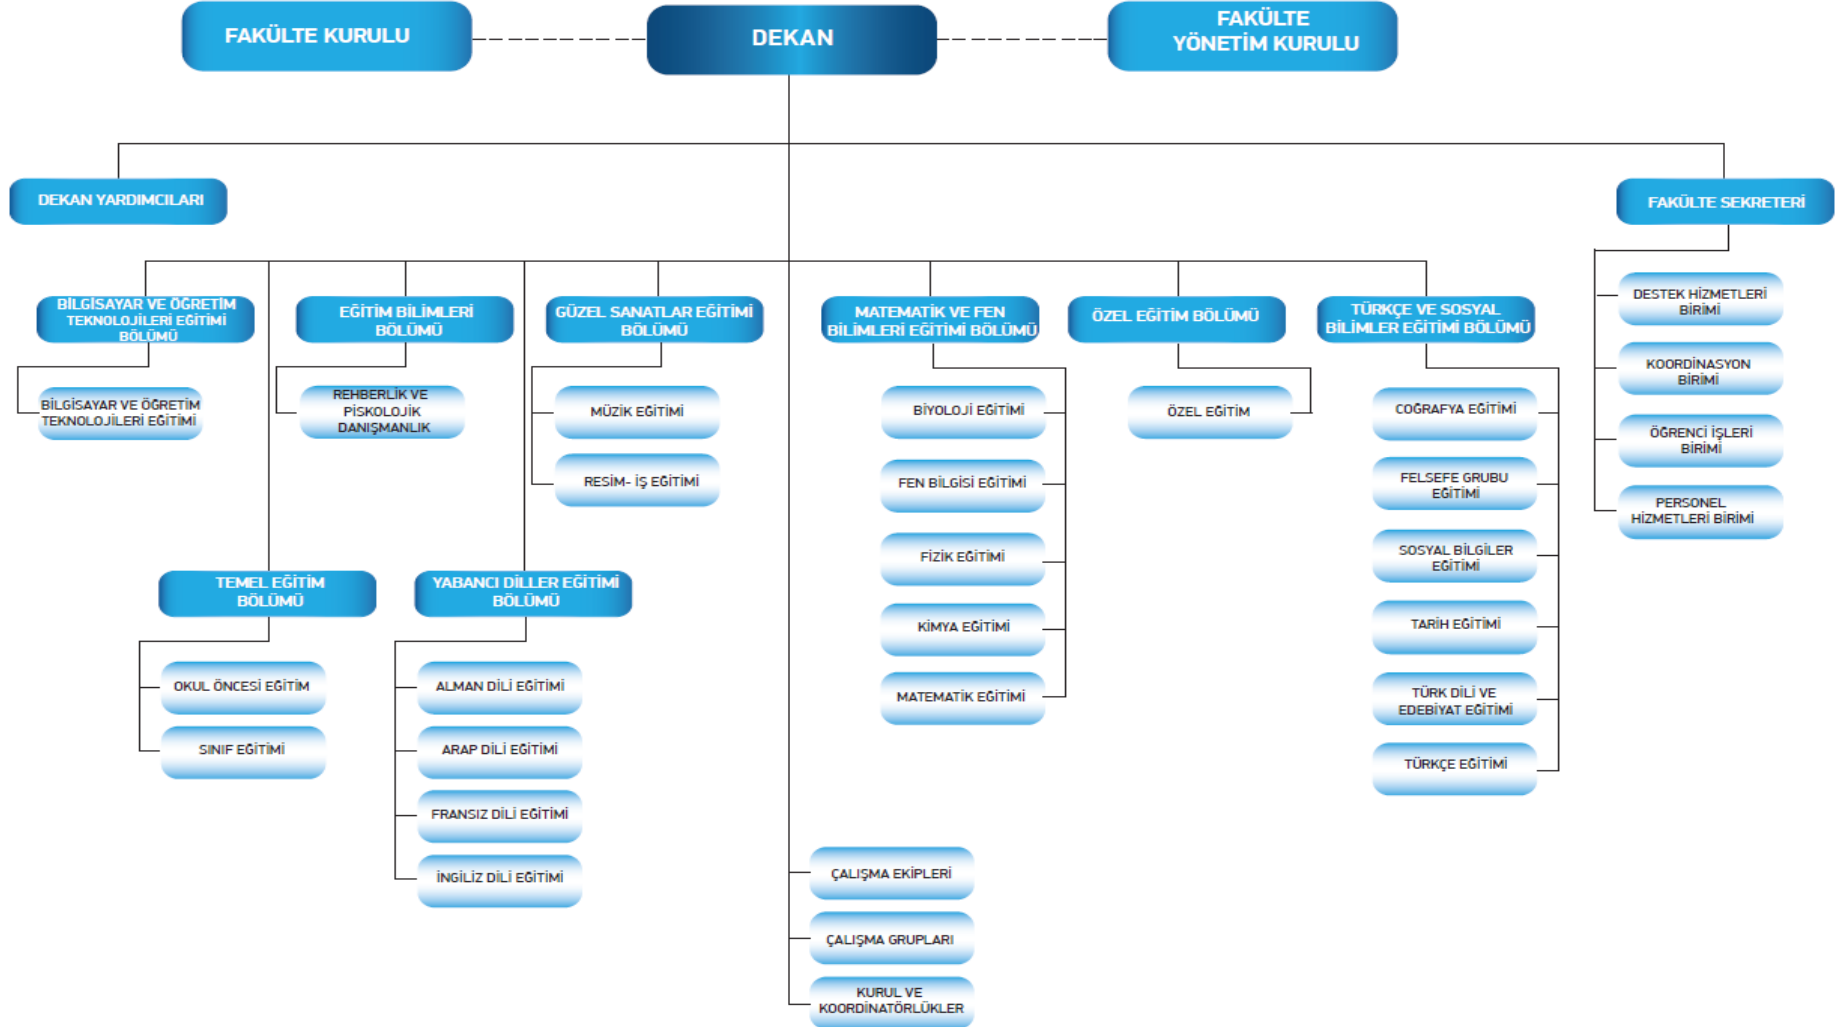 FAKÜLTE KURULU
DEKAN
FAKÜLTE
YÖNETİM KURULU
DEKAN YARDIMCILARI
FAKÜLTE SEKRETERİ
BİLGİSAYAR VE ÖĞRETİM
TEKNOLOJİLERİ EĞİTİMİ
BÖLÜMÜ
EĞİTİM BİLİMLERİ
BÖLÜMÜ
GÜZEL SANATLAR EĞİTİMİ
BÖLÜMÜ
MATEMATİK VE FEN
BİLİMLERİ EĞİTİMİ BÖLÜMÜ
ÖZEL EĞİTİM BÖLÜMÜ
TÜRKÇE VE SOSYAL
BİLİMLER EĞİTİMİ BÖLÜMÜ
DESTEK HİZMETLERİ
BİRİMİ
KOORDİNASYON
BİRİMİ
ÖĞRENCİ İŞLERİ
BİRİMİ
PERSONEL
HİZMETLERİ BİRİMİ
BİLGİSAYAR VE ÖĞRETİM
TEKNOLOJİLERİ EĞİTİMİ
REHBERLİK VE
PİSKOLOJİK
DANIŞMANLIK
MÜZİK EĞİTİMİ
RESİM- İŞ EĞİTİMİ
BİYOLOJİ EĞİTİMİ
FEN BİLGİSİ EĞİTİMİ
FİZİK EĞİTİMİ
KİMYA EĞİTİMİ
MATEMATİK EĞİTİMİ
ÖZEL EĞİTİM
COĞRAFYA EĞİTİMİ
FELSEFE GRUBU
EĞİTİMİ
SOSYAL BİLGİLER
EĞİTİMİ
TARİH EĞİTİMİ
TÜRK DİLİ VE
EDEBİYAT EĞİTİMİ
TÜRKÇE EĞİTİMİ
TEMEL EĞİTİM
BÖLÜMÜ
YABANCI DİLLER EĞİTİMİ
BÖLÜMÜ
OKUL ÖNCESİ EĞİTİM
SINIF EĞİTİMİ
ALMAN DİLİ EĞİTİMİ
ARAP DİLİ EĞİTİMİ
FRANSIZ DİLİ EĞİTİMİ
İNGİLİZ DİLİ EĞİTİMİ
ÇALIŞMA EKİPLERİ
ÇALIŞMA GRUPLARI
KURUL VE
KOORDİNATÖRLÜKLER